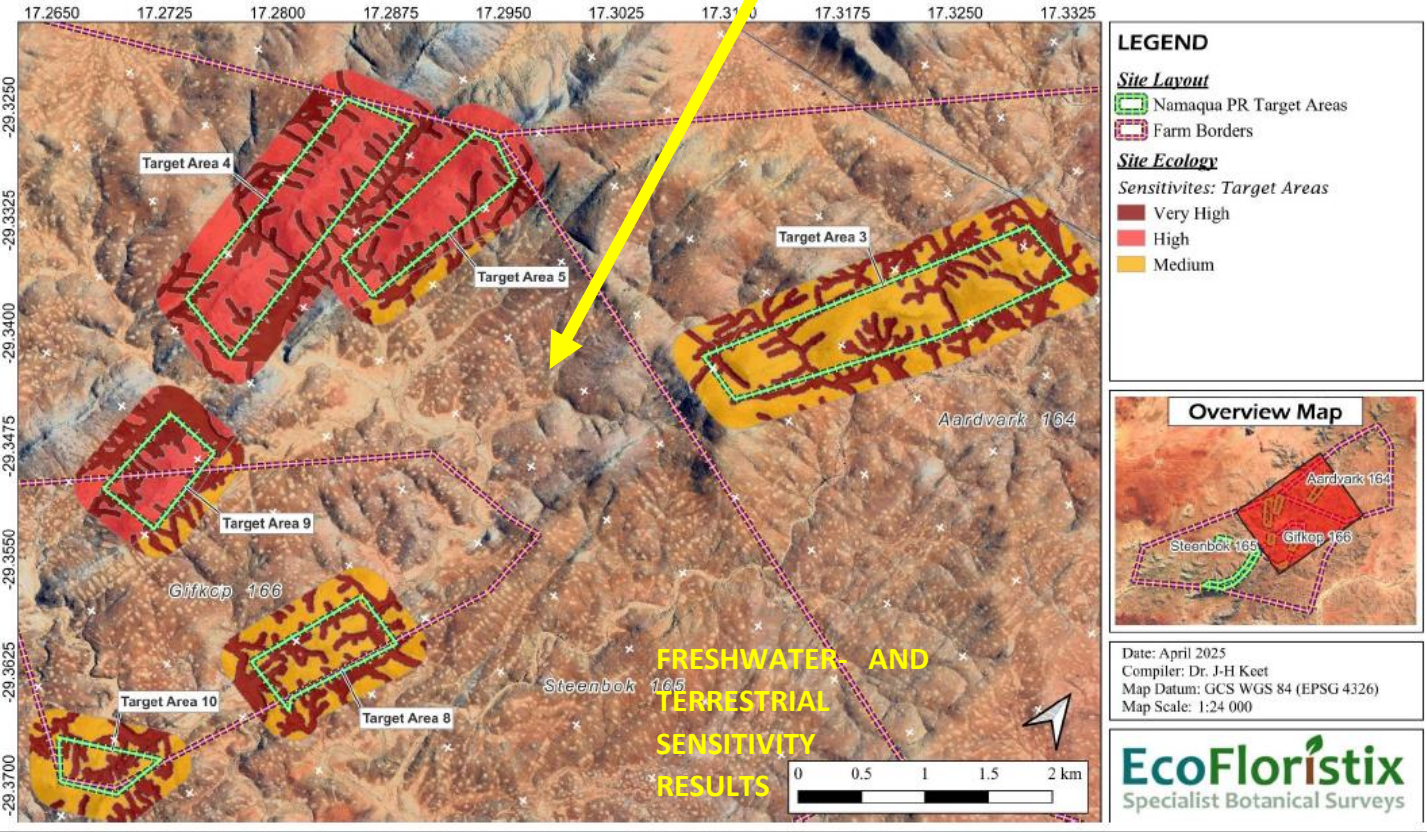 17.2650 17.2725 17.2800 17.2875 17.2950 17.3025 17.3100 17.3175 17.3250 17.3325
-29.3250
-29.3325
-29.3400
-29.3475
-29.3550
-29.3625
-29.3700
Target Area 4
Target Area 5
Target Area 3
Aardvark 164
Target Area 9
Gifkop 166
Steenbok 165
Target Area 10
Target Area 8
FRESHWATER- AND
TERRESTRIAL
SENSITIVITY
RESULTS
0 0.5 1 1.5 2 km
LEGEND
Site Layout
Namaqua PR Target Areas
Farm Borders
Site Ecology
Sensitivites: Target Areas
Very High
High
Medium
Overview Map
Aardvark 164
Steenbok 165
Gifkop 166
Date: April 2025
Compiler: Dr. J-H Keet
Map Datum: GCS WGS 84 (EPSG 4326)
Map Scale: 1:24 000
EcoFloristix
Specialist Botanical Surveys